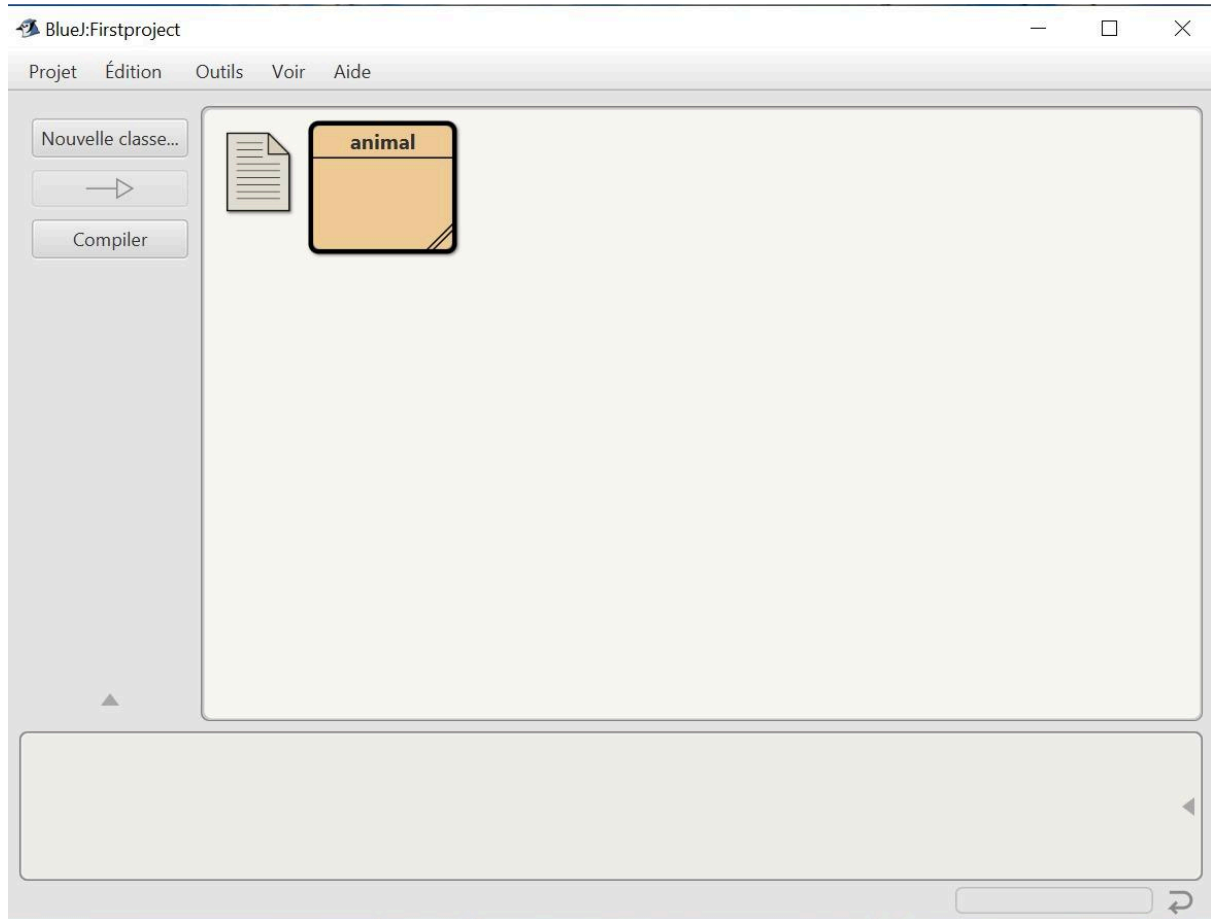 BlueJ:Firstproject
Projet Édition Outils Voir Aide
Nouvelle classe...
animal
Compiler